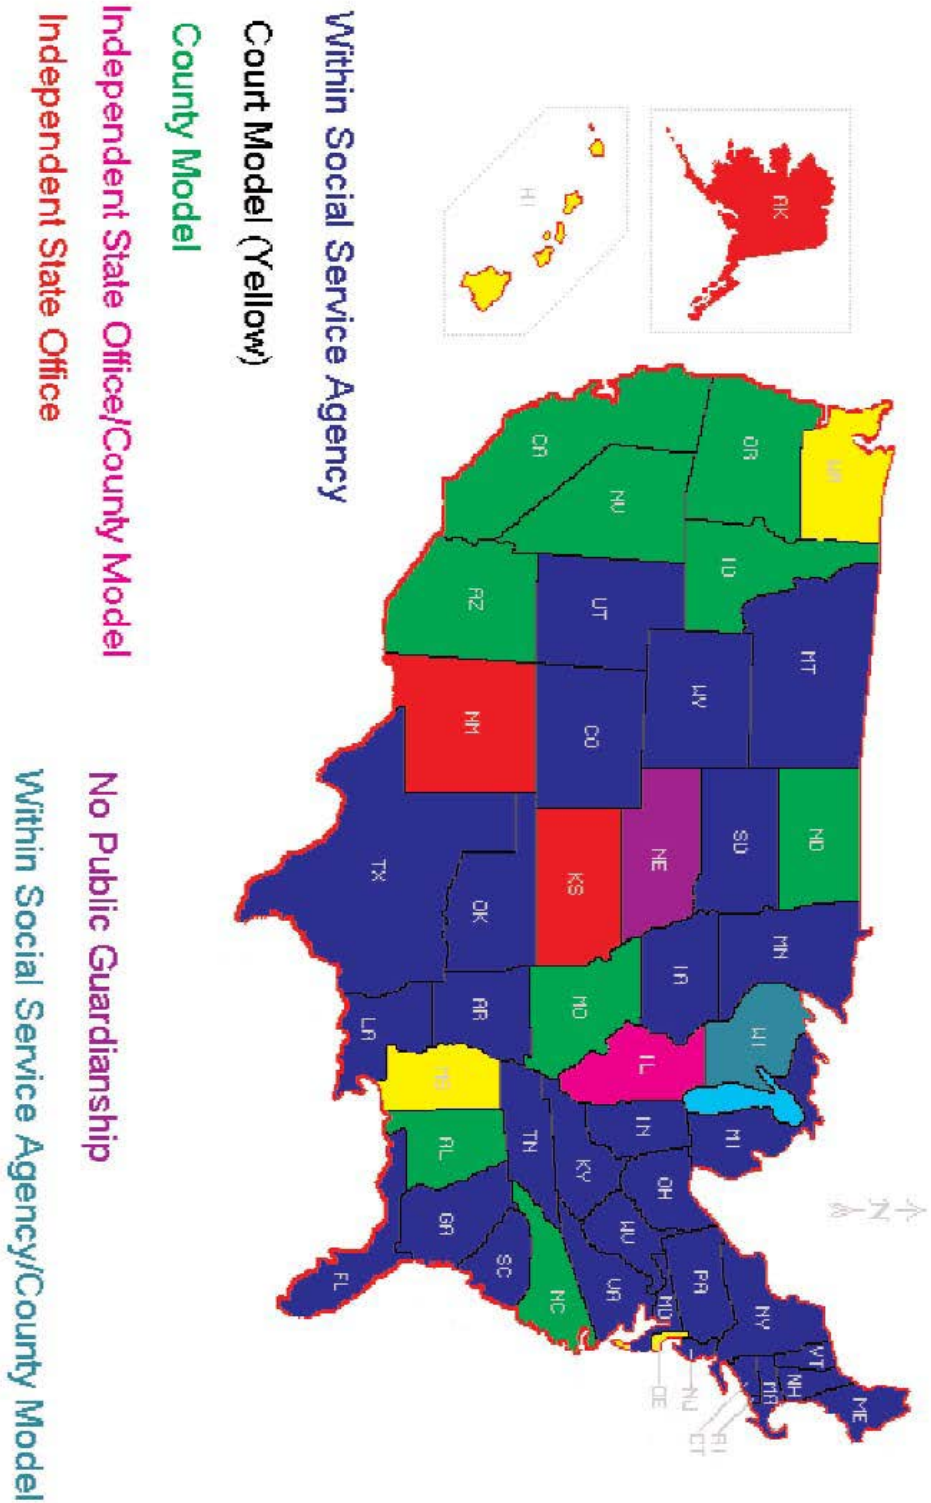 AK
HI
WA
OR
CA
NV
ID
MT
WY
UT
AZ
CO
NM
ND
SD
NE
KS
OK
TX
MN
IA
MO
AR
LA
WI
IL
MS
MI
IN
KY
TN
AL
OH
WV
VA
NC
SC
GA
FL
PA
NY
MD
VT
NH
MA
ME
RI
CT
NJ
DE
N
Within Social Service Agency
Court Model (Yellow)
County Model
Independent State Office/County Model
Independent State Office
No Public Guardianship
Within Social Service Agency/County Model